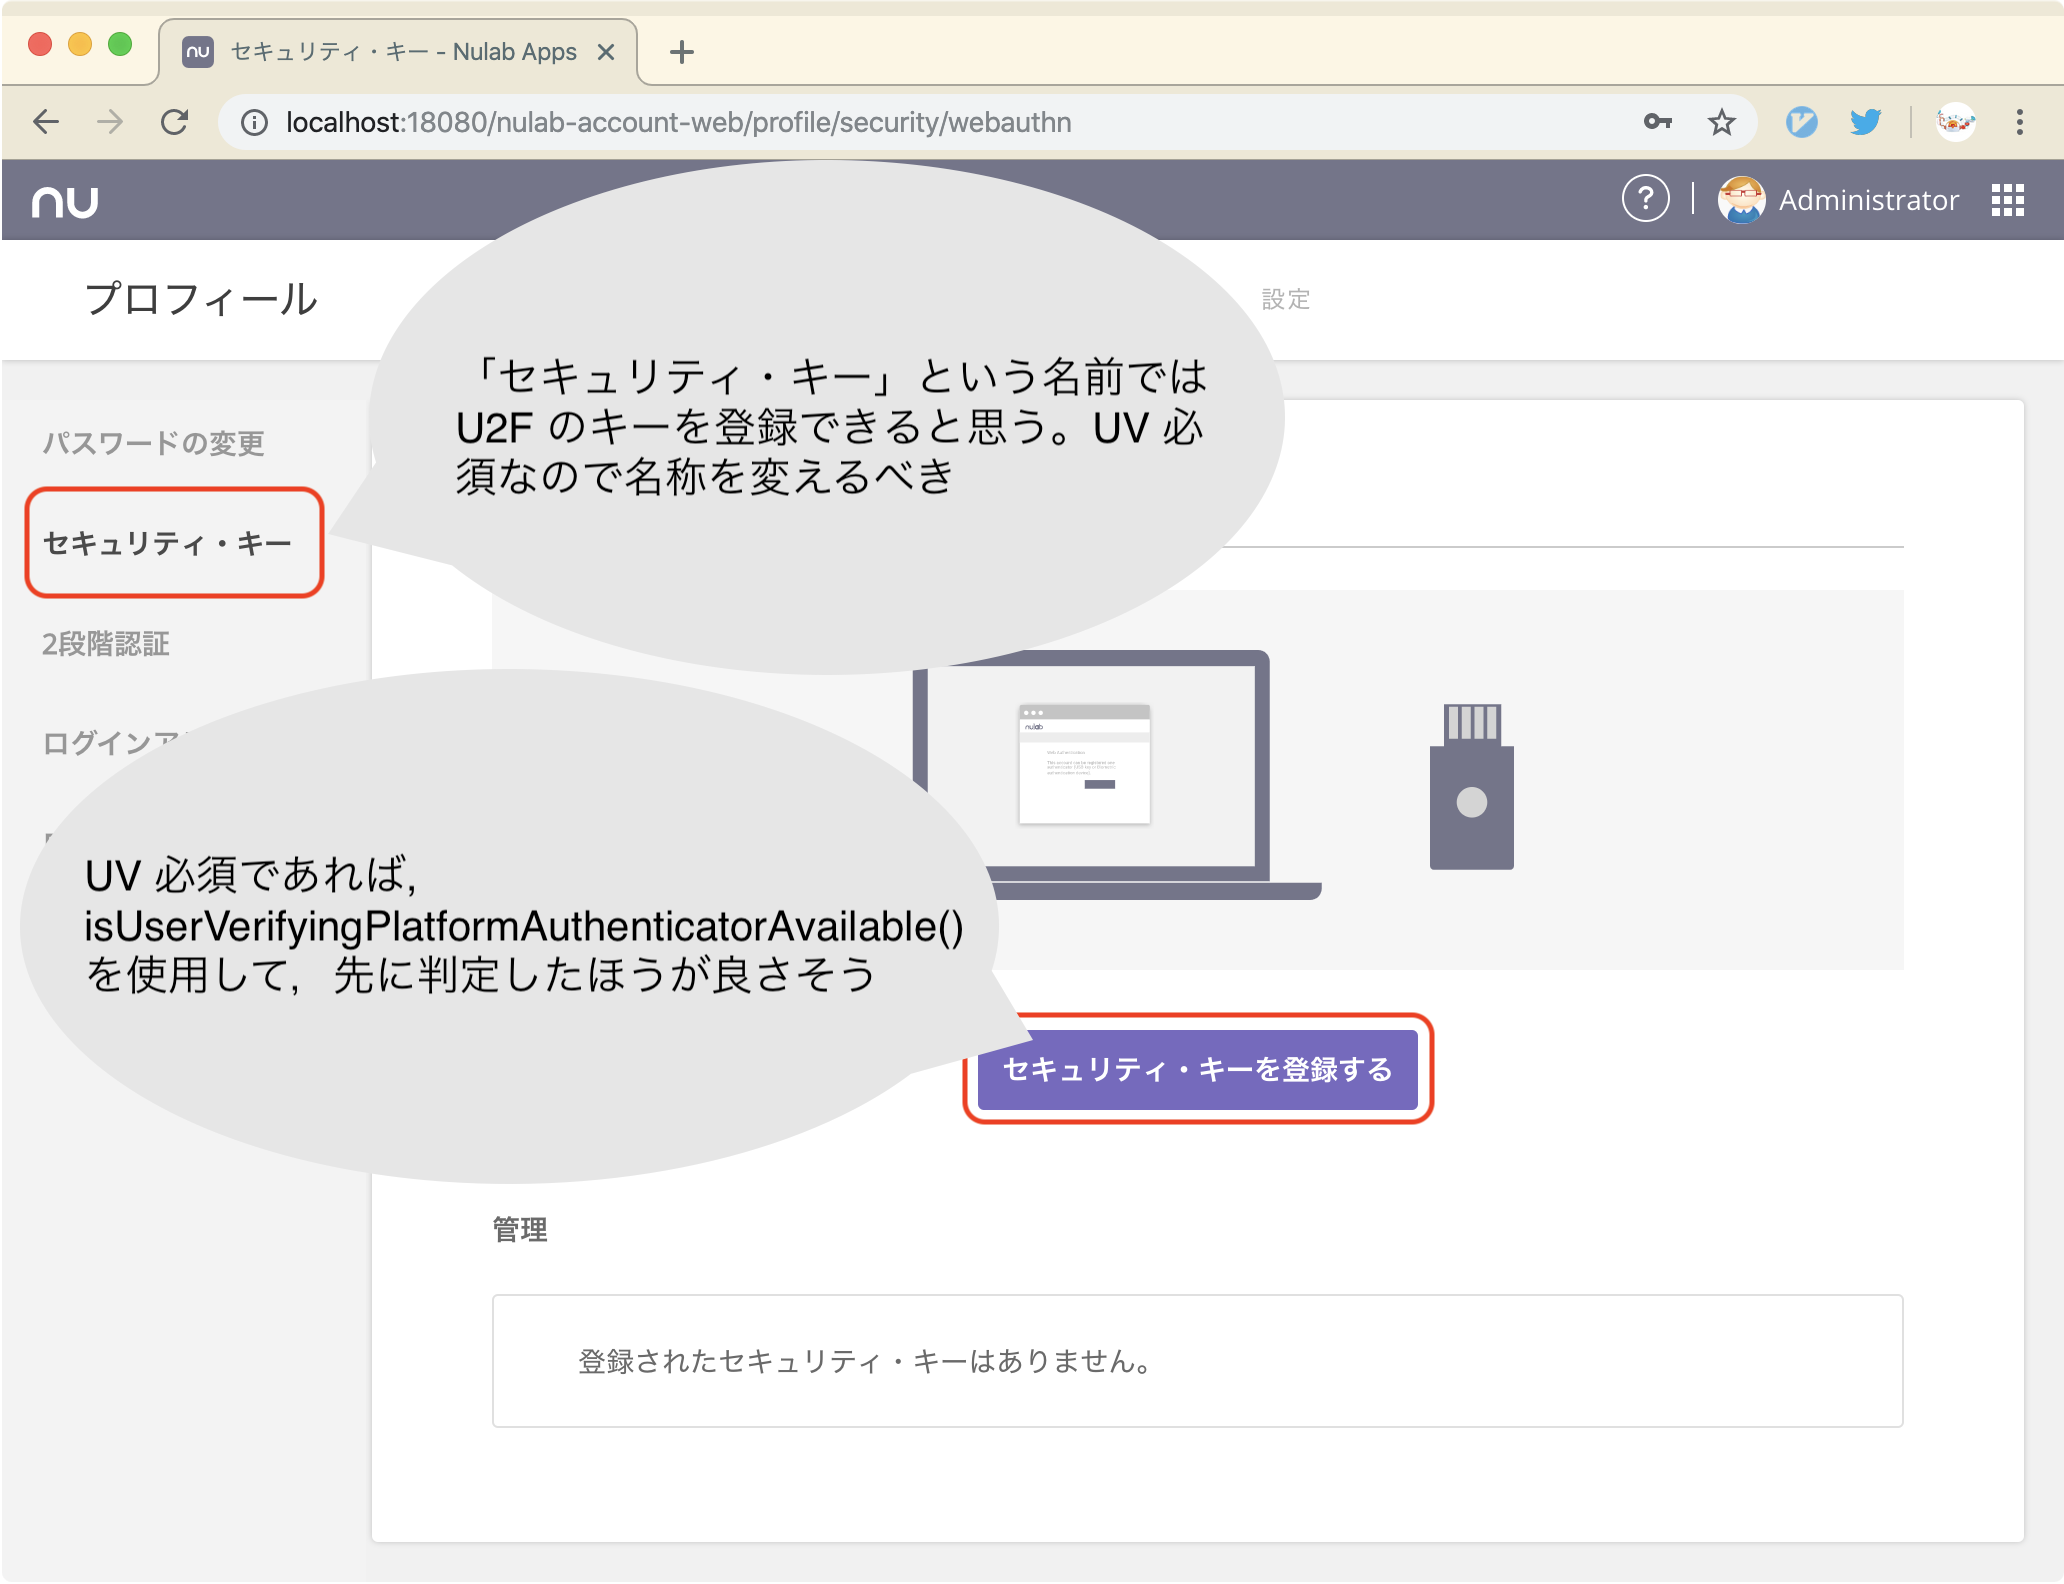 nu セキュリティ・キー - Nulab Apps
localhost:18080/nulab-account-web/profile/security/webauthn
nu
? Administrator
プロフィール
設定
「セキュリティ・キー」という名前では
U2F のキーを登録できると思う。UV 必
須なので名称を変えるべき
パスワードの変更
セキュリティ・キー
2段階認証
ログイン
nulab
Web Authentication
UV 必須であれば,
isUserVerifyingPlatformAuthenticatorAvailable()
を使用して，先に判定したほうが良さそう
セキュリティ・キーを登録する
管理
登録されたセキュリティ・キーはありません。